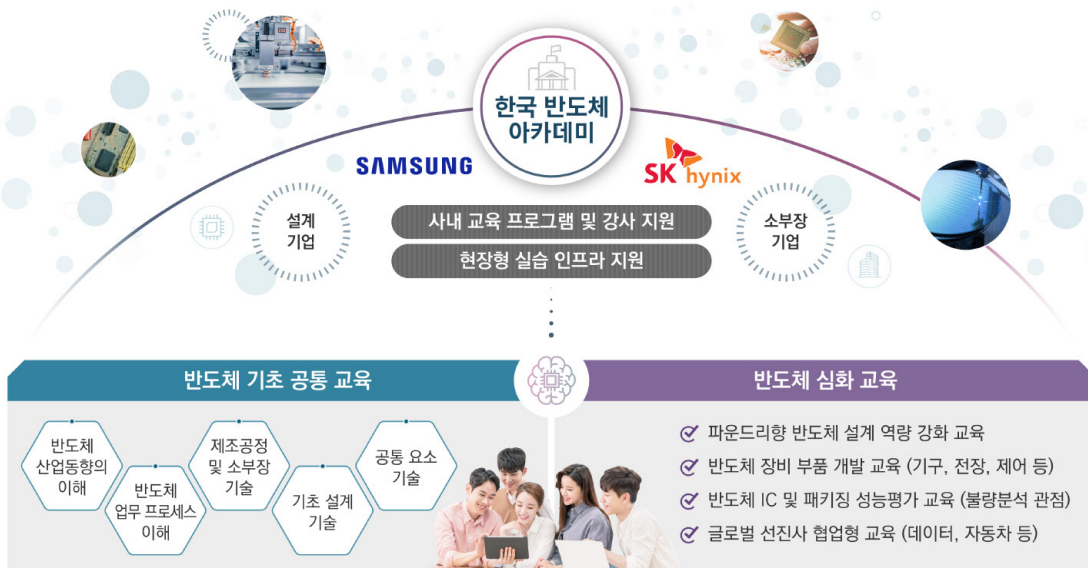 한국 반도체
아카데미
SAMSUNG
SK hynix
설계
기업
사내 교육 프로그램 및 강사 지원
현장형 실습 인프라 지원
소부장
기업
반도체 기초 공통 교육
반도체
산업동향의
이해
반도체
업무 프로세스
이해
제조공정
및 소부장
기술
기초 설계
기술
공통 요소
기술
반도체 심화 교육
파운드리향 반도체 설계 역량 강화 교육
반도체 장비 부품 개발 교육 (기구, 전장, 제어 등)
반도체 IC 및 패키징 성능평가 교육 (불량분석 관점)
글로벌 선진사 협업형 교육 (데이터, 자동차 등)